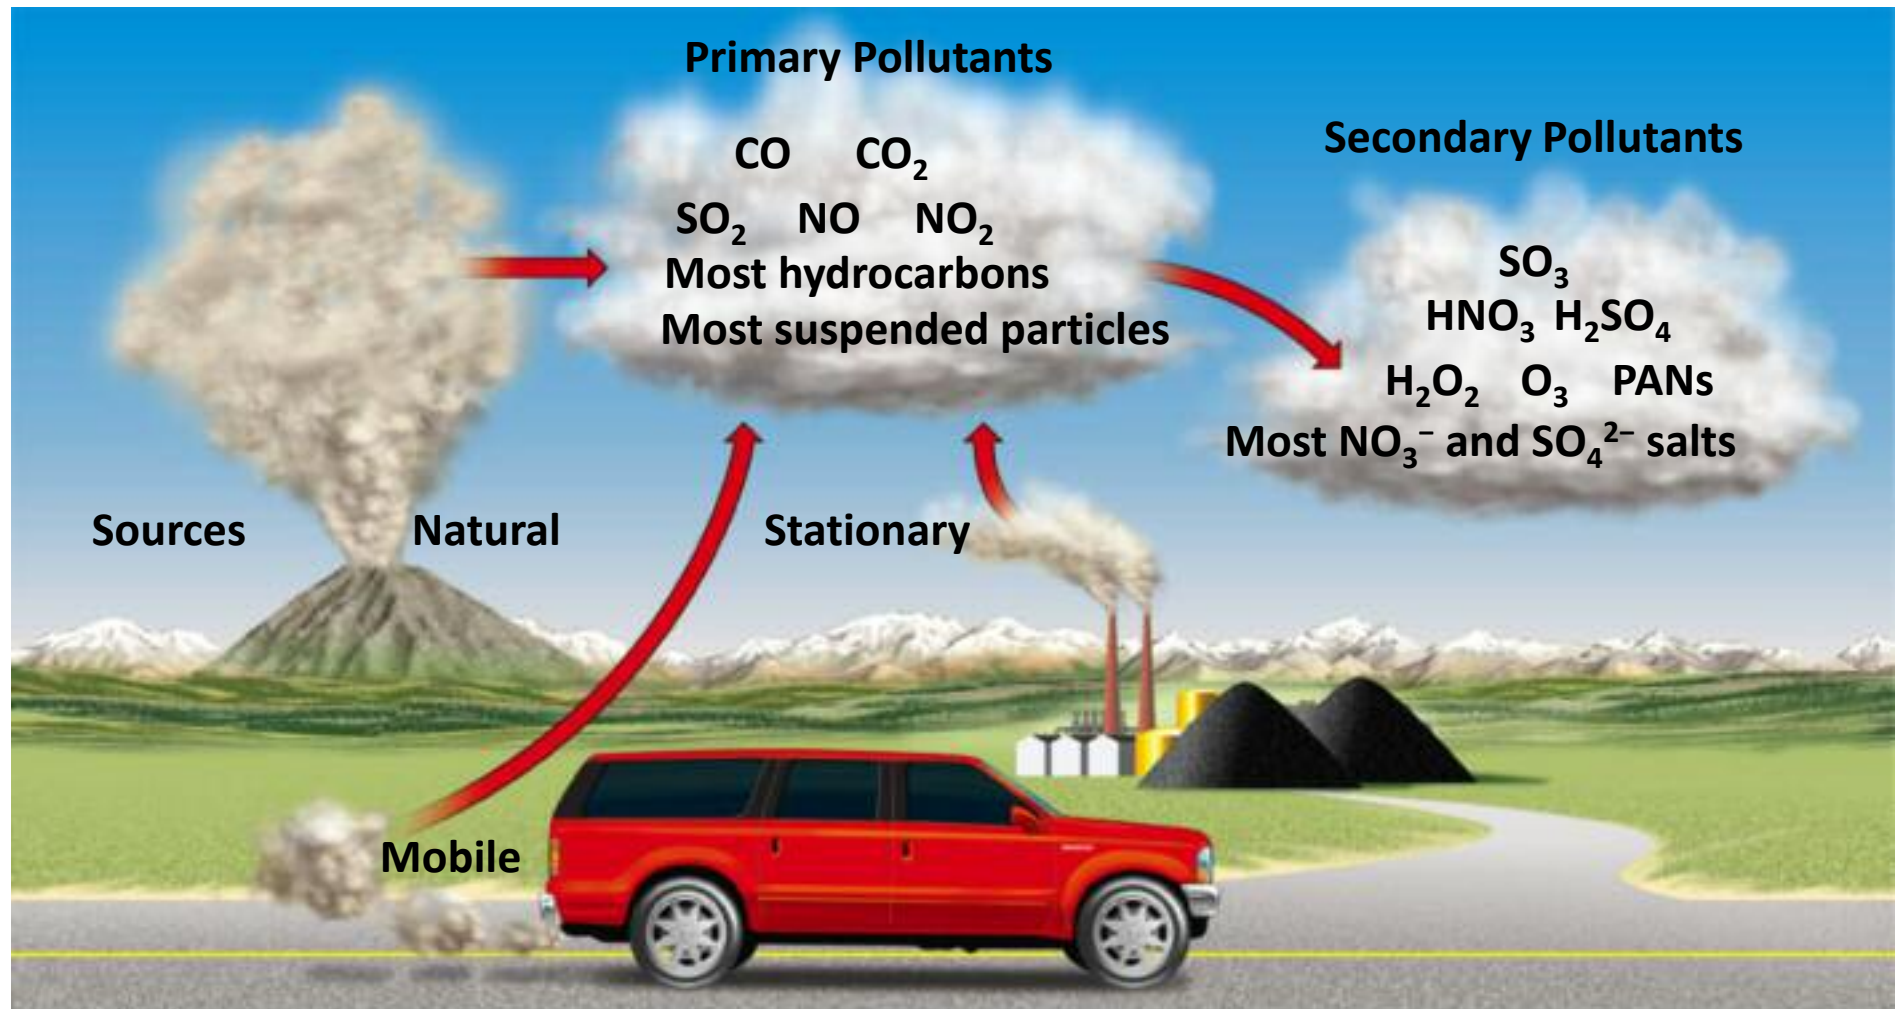 Primary Pollutants
CO CO₂
SO₂ NO NO₂
Most hydrocarbons
Most suspended particles
Secondary Pollutants
SO₃
HNO₃ H₂SO₄
H₂O₂ O₃ PANs
Most NO₃⁻ and SO₄²⁻ salts
Sources
Natural
Stationary
Mobile